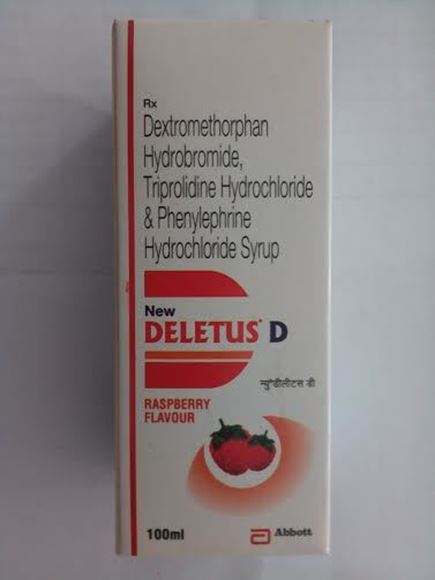 Rx
Dextromethorphan
Hydrobromide,
Triprolidine Hydrochloride
& Phenylephrine
Hydrochloride Syrup
New
DELETUS* D
न्यु डीलीटस डी
RASPBERRY
FLAVOUR
100ml
Abbott